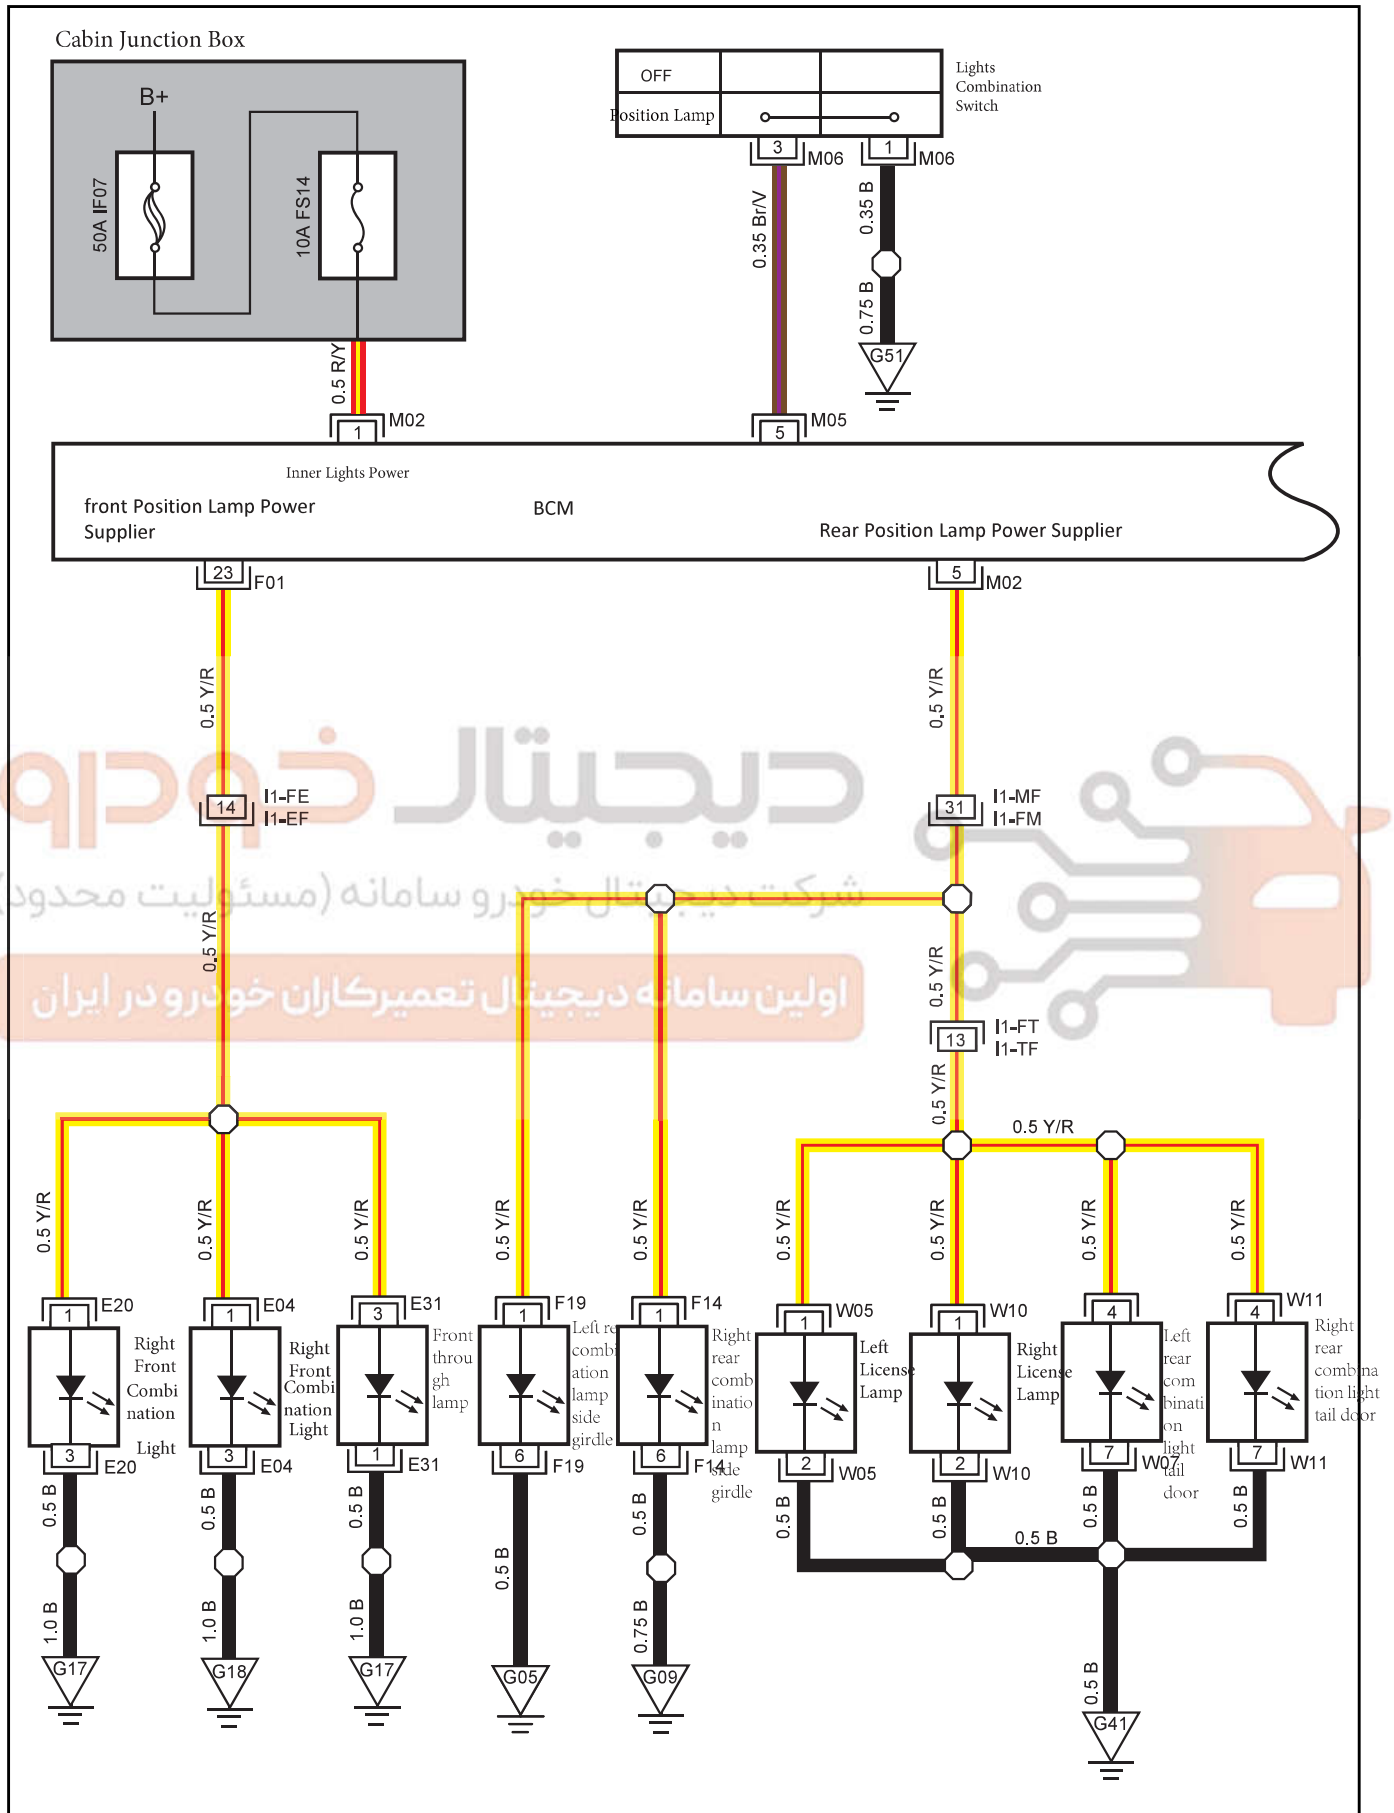 Cabin Junction Box
B+
50A IF07
10A FS14
0.5 R/Y
1
M02
OFF
Position Lamp
Lights
Combination
Switch
3
M06
1
M06
0.35 Br/V
0.35 B
0.75 B
G51
5
M05
Inner Lights Power
front Position Lamp Power
Supplier
BCM
Rear Position Lamp Power Supplier
23
F01
5
M02
0.5 Y/R
0.5 Y/R
دیجیتال خودرو
14
I1-FE
I1-EF
31
I1-MF
I1-FM
شرکت دیجیتال خودرو سامانه (مسئولیت محدود)
0.5 Y/R
0.5 Y/R
اولین سامانه دیجیتال تعمیرکاران خودرو در ایران
13
I1-FT
I1-TF
0.5 Y/R
0.5 Y/R
0.5 Y/R
0.5 Y/R
0.5 Y/R
0.5 Y/R
0.5 Y/R
0.5 Y/R
0.5 Y/R
0.5 Y/R
0.5 Y/R
1
E20
Right
Front
Combi
nation
Light
3
E20
1
E04
Right
Front
Combi
nation
Light
3
E04
3
E31
Front
throu
gh
lamp
1
E31
1
F19
Left re
combi
ation
lamp
side
girdle
6
F19
1
F14
Right
rear
comb
inatio
n
lamp
side
girdle
6
F14
1
W05
Left
License
Lamp
2
W05
1
W10
Right
License
Lamp
2
W10
4
Left
rear
com
binati
on
light
tail
door
7
W07
4
W11
Right
rear
combina
tion light
tail door
7
W11
0.5 B
0.5 B
0.5 B
0.5 B
0.5 B
0.5 B
0.5 B
0.5 B
0.5 B
0.5 B
1.0 B
1.0 B
1.0 B
0.75 B
0.5 B
G17
G18
G17
G05
G09
G41